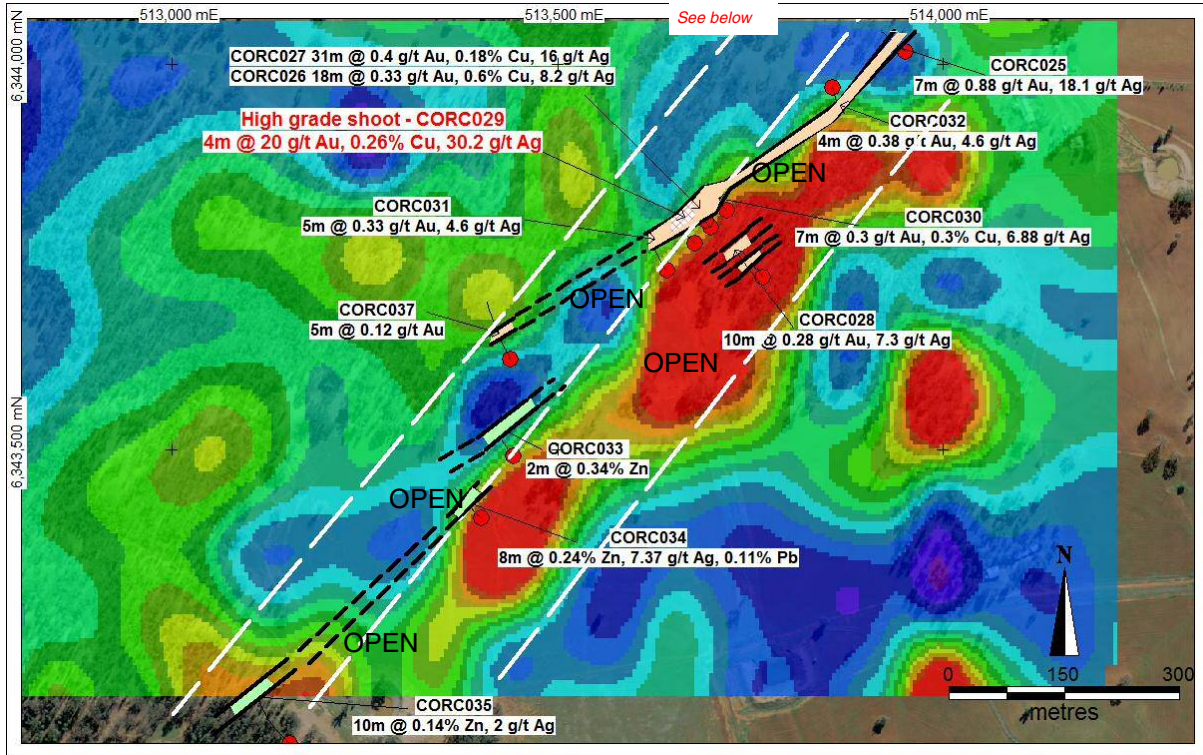 513,000 mE
513,500 mE
See below
514,000 mE
6,344,000 mN
CORC027 31m @ 0.4 g/t Au, 0.18% Cu, 16 g/t Ag
CORC026 18m @ 0.33 g/t Au, 0.6% Cu, 8.2 g/t Ag
CORC025
7m @ 0.88 g/t Au, 18.1 g/t Ag
High grade shoot - CORC029
4m @ 20 g/t Au, 0.26% Cu, 30.2 g/t Ag
CORC032
4m @ 0.38 g/t Au, 4.6 g/t Ag
OPEN
CORC031
5m @ 0.33 g/t Au, 4.6 g/t Ag
CORC030
7m @ 0.3 g/t Au, 0.3% Cu, 6.88 g/t Ag
OPEN
CORC037
5m @ 0.12 g/t Au
CORC028
10m @ 0.28 g/t Au, 7.3 g/t Ag
OPEN
6,343,500 mN
CORC033
2m @ 0.34% Zn
OPEN
CORC034
8m @ 0.24% Zn, 7.37 g/t Ag, 0.11% Pb
N
OPEN
0 150 300
metres
CORC035
10m @ 0.14% Zn, 2 g/t Ag